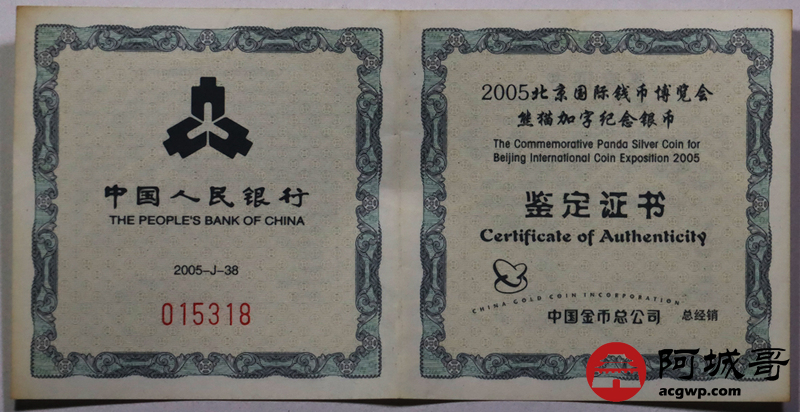 中国人民银行
THE PEOPLE'S BANK OF CHINA
2005-J-38
015318
2005北京国际钱币博览会
熊猫加字纪念银币
The Commemorative Panda Silver Coin for
Beijing International Coin Exposition 2005
鉴定证书
Certificate of Authenticity
CHINA GOLD COIN INCORPORATION
中国金币总公司 总经销
阿城哥
acgwp.com